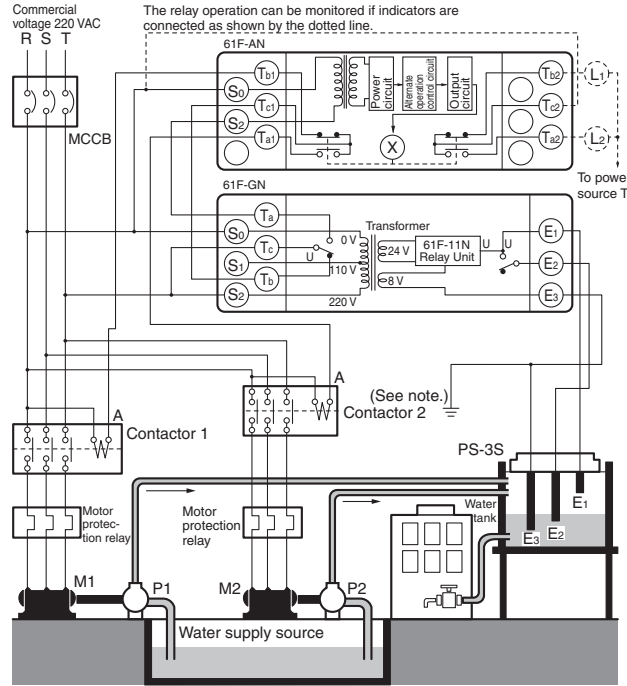 Commercial
voltage 220 VAC
The relay operation can be monitored if indicators are
connected as shown by the dotted line.
R S T
MCCB
61F-AN
S0
S2
Tb1
Tc1
Ta1
Power
circuit
Alternate
operation
control circuit
Output
circuit
X
Tb2
Tc2
Ta2
L1
L2
To power
source T
61F-GN
S0
S1
S2
Ta
Tc
Tb
U
0 V
110 V
220 V
Transformer
24 V
8 V
61F-11N
Relay Unit
U
U
E1
E2
E3
A
Contactor 1
A
Contactor 2
(See note.)
PS-3S
Motor
protec-
tion relay
Motor
protection
relay
Water
tank
E3
E2
E1
M1
P1
M2
P2
Water supply source